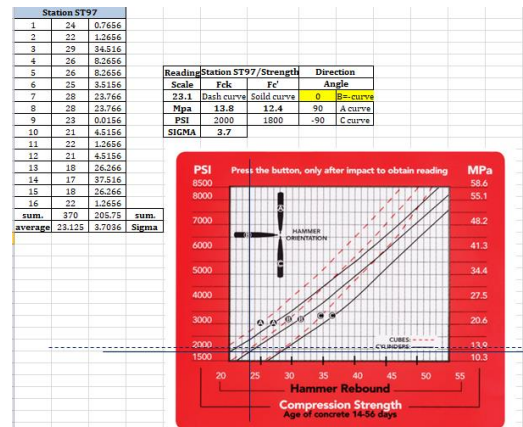 Station ST97
1 24 0.7656
2 22 1.2656
3 29 34.516
4 26 8.2656
5 26 8.2656
6 25 3.5156
7 28 23.766
8 28 23.766
9 23 0.0156
10 21 4.5156
11 22 1.2656
12 21 4.5156
13 18 26.266
14 17 37.516
15 18 26.266
16 22 1.2656
sum. 370 205.75 sum.
average 23.125 3.7036 Sigma
Reading Station ST97/Strength Direction
Scale Fck Fc' Angle
23.1 Dash curve Soild curve 0 B=-curve
Mpa 13.8 12.4 90 A curve
PSI 2000 1800 -90 C curve
SIGMA 3.7
PSI Press the button, only after impact to obtain reading MPa
8500 58.6
8000 55.1
7000 48.2
6000 41.3
5000 34.4
4000 27.5
3000 20.6
2000 13.9
1500 10.3
A
HAMMER
ORIENTATION
B
C
A A B B C C
CUBES
CYLINDERS
20 25 30 35 40 45 50 55
Hammer Rebound
Compression Strength
Age of concrete 14-56 days